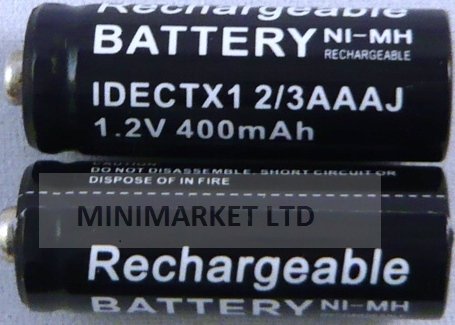 Rechargeable
BATTERY NI-MH
RECHARGEABLE
IDECTX1 2/3AAAJ
1.2V 400mAh
CAUTION
DO NOT DISASSEMBLE, SHORT CIRCUIT OR
DISPOSE OF IN FIRE
MINIMARKET LTD
Rechargeable
BATTERY NI-MH